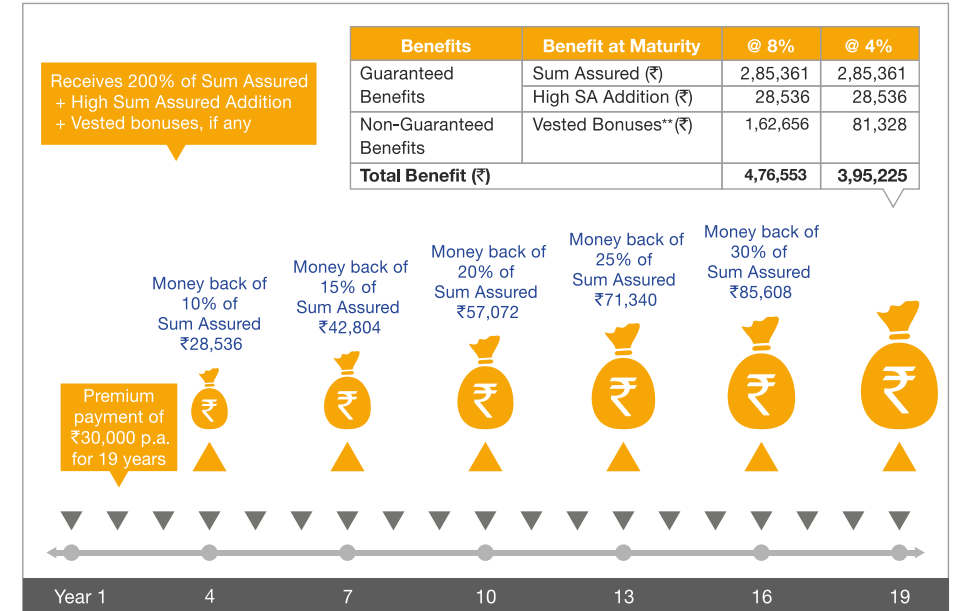 Receives 200% of Sum Assured
+ High Sum Assured Addition
+ Vested bonuses, if any
Benefits Benefit at Maturity @ 8% @ 4%
Guaranteed Sum Assured (₹) 2,85,361 2,85,361
Benefits High SA Addition (₹) 28,536 28,536
Non-Guaranteed Vested Bonuses**(₹) 1,62,656 81,328
Benefits
Total Benefit (₹) 4,76,553 3,95,225
Money back of
10% of
Sum Assured
₹28,536
Money back of
15% of
Sum Assured
₹42,804
Money back of
20% of
Sum Assured
₹57,072
Money back of
25% of
Sum Assured
₹71,340
Money back of
30% of
Sum Assured
₹85,608
₹ ₹ ₹ ₹ ₹ ₹
Premium
payment of
₹30,000 p.a.
for 19 years
Year 1 4 7 10 13 16 19